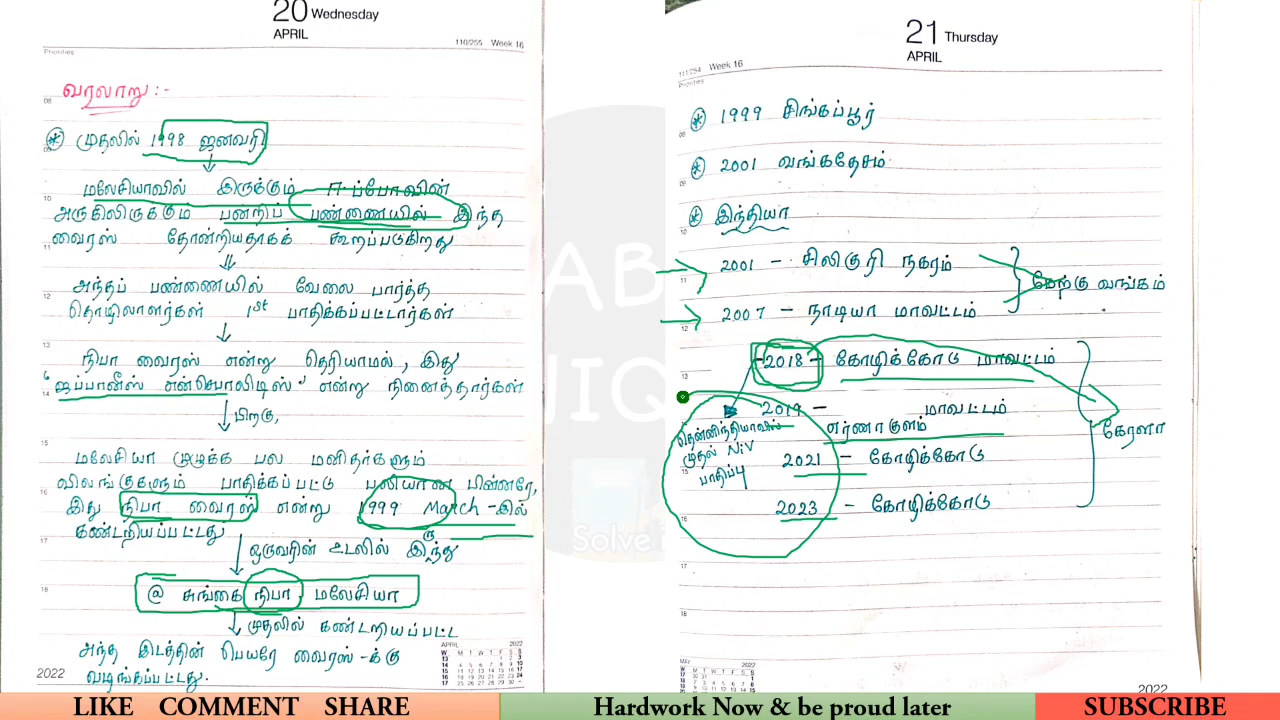 20 Wednesday
APRIL
Priorities
110/255 Week 16
வரலாறு :-
முதலில் 1998 ஜனவரி
மலேசியாவில் இருக்கும் ஈப்போவின்
அருகிலிருக்கும் பன்றிப் பண்ணையில் இந்த
வைரஸ் தோன்றியதாகக் கூறப்படுகிறது
அந்தப் பண்ணையில் வேலை பார்த்த
தொழிலாளர்கள் 1st பாதிக்கப்பட்டார்கள்
நிபா வைரஸ் என்று தெரியாமல், இது
"ஜப்பானீஸ் என்செபாலிடிஸ்" என்று நினைத்தார்கள்
பிறகு,
மலேசியா முழுக்க பல மனிதர்களும்
விலங்குகளும் பாதிக்கப்பட்டு பலியான பின்னரே,
இது நிபா வைரஸ் என்று 1999 March -இல்
கண்டறியப்பட்டது
ஒருவரின் உடலில் இருந்து
@ சுங்கை நிபா மலேசியா
முதலில் கண்டறியப்பட்ட
அந்த இடத்தின் பெயரே வைரஸ் -க்கு
வழங்கப்பட்டது.
2022
21 Thursday
APRIL
111/254 Week 16
Priorities
1999 சிங்கப்பூர்
2001 வங்கதேசம்
இந்தியா
2001 - சிலிகுரி நகரம்
மேற்கு வங்கம்
2007 - நாடியா மாவட்டம்
2018 - கோழிக்கோடு மாவட்டம்
2019 - எர்ணாகுளம் மாவட்டம்
கேரளா
தென்னிந்தியாவில்
முதல் NiV
பாதிப்பு
2021 - கோழிக்கோடு
2023 - கோழிக்கோடு
2022
LIKE COMMENT SHARE
Hardwork Now & be proud later
SUBSCRIBE